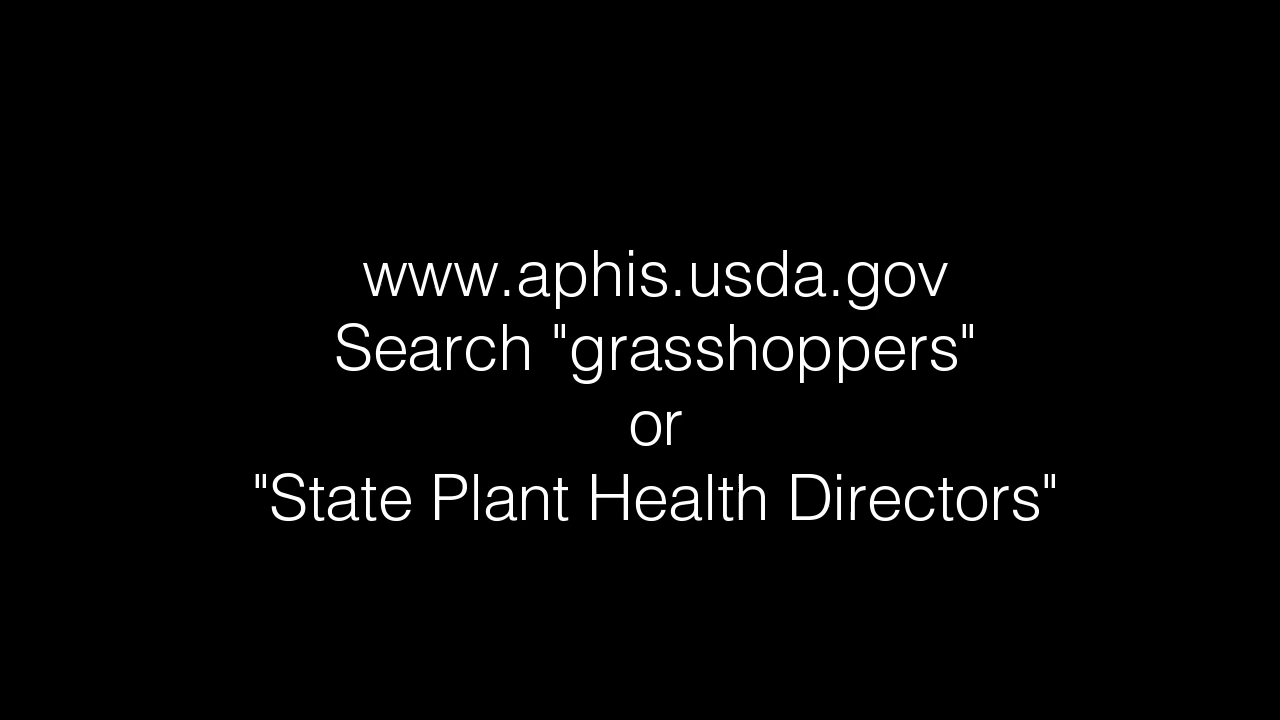 www.aphis.usda.gov
Search "grasshoppers"
or
"State Plant Health Directors"